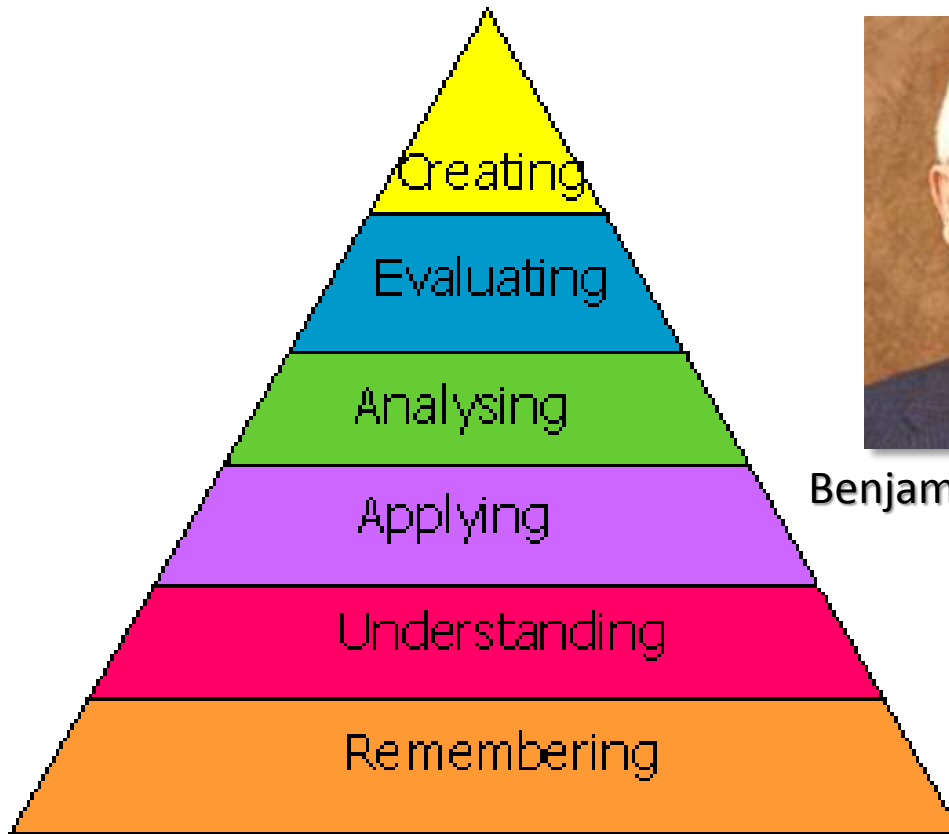 Creating
Evaluating
Analysing
Applying
Benjam
Understanding
Remembering